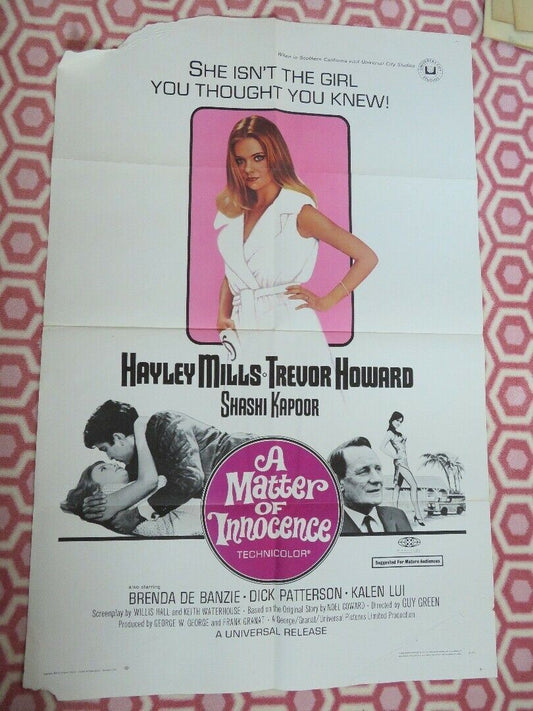 When in Southern California visit Universal City Studios
SHE ISN'T THE GIRL
YOU THOUGHT YOU KNEW!
HAYLEY MILLS • TREVOR HOWARD
SHASHI KAPOOR
A
Matter
OF
Innocence
TECHNICOLOR®
Suggested For Mature Audiences
also starring
BRENDA DE BANZIE • DICK PATTERSON • KALEN LUI
Screenplay by WILLIS HALL and KEITH WATERHOUSE • Based on the Original Story by NOEL COWARD • Directed by GUY GREEN
Produced by GEORGE W. GEORGE and FRANK GRANAT • A George/Granat/Universal Pictures Limited Production
A UNIVERSAL RELEASE